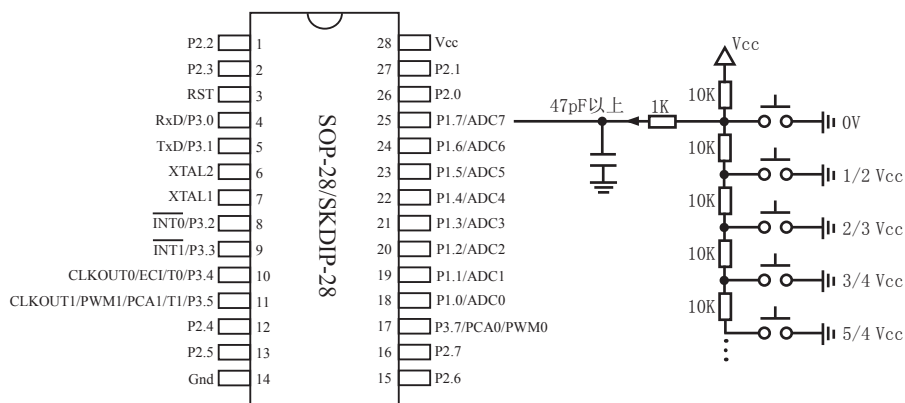 P2.2 1
P2.3 2
RST 3
RxD/P3.0 4
TxD/P3.1 5
XTAL2 6
XTAL1 7
INT0/P3.2 8
INT1/P3.3 9
CLKOUT0/ECI/T0/P3.4 10
CLKOUT1/PWM1/PCA1/T1/P3.5 11
P2.4 12
P2.5 13
Gnd 14
SOP-28/SKDIP-28
28 Vcc
27 P2.1
26 P2.0
25 P1.7/ADC7
24 P1.6/ADC6
23 P1.5/ADC5
22 P1.4/ADC4
21 P1.3/ADC3
20 P1.2/ADC2
19 P1.1/ADC1
18 P1.0/ADC0
17 P3.7/PCA0/PWM0
16 P2.7
15 P2.6
47pF以上
1K
Vcc
10K
0V
10K
1/2 Vcc
10K
2/3 Vcc
10K
3/4 Vcc
10K
5/4 Vcc